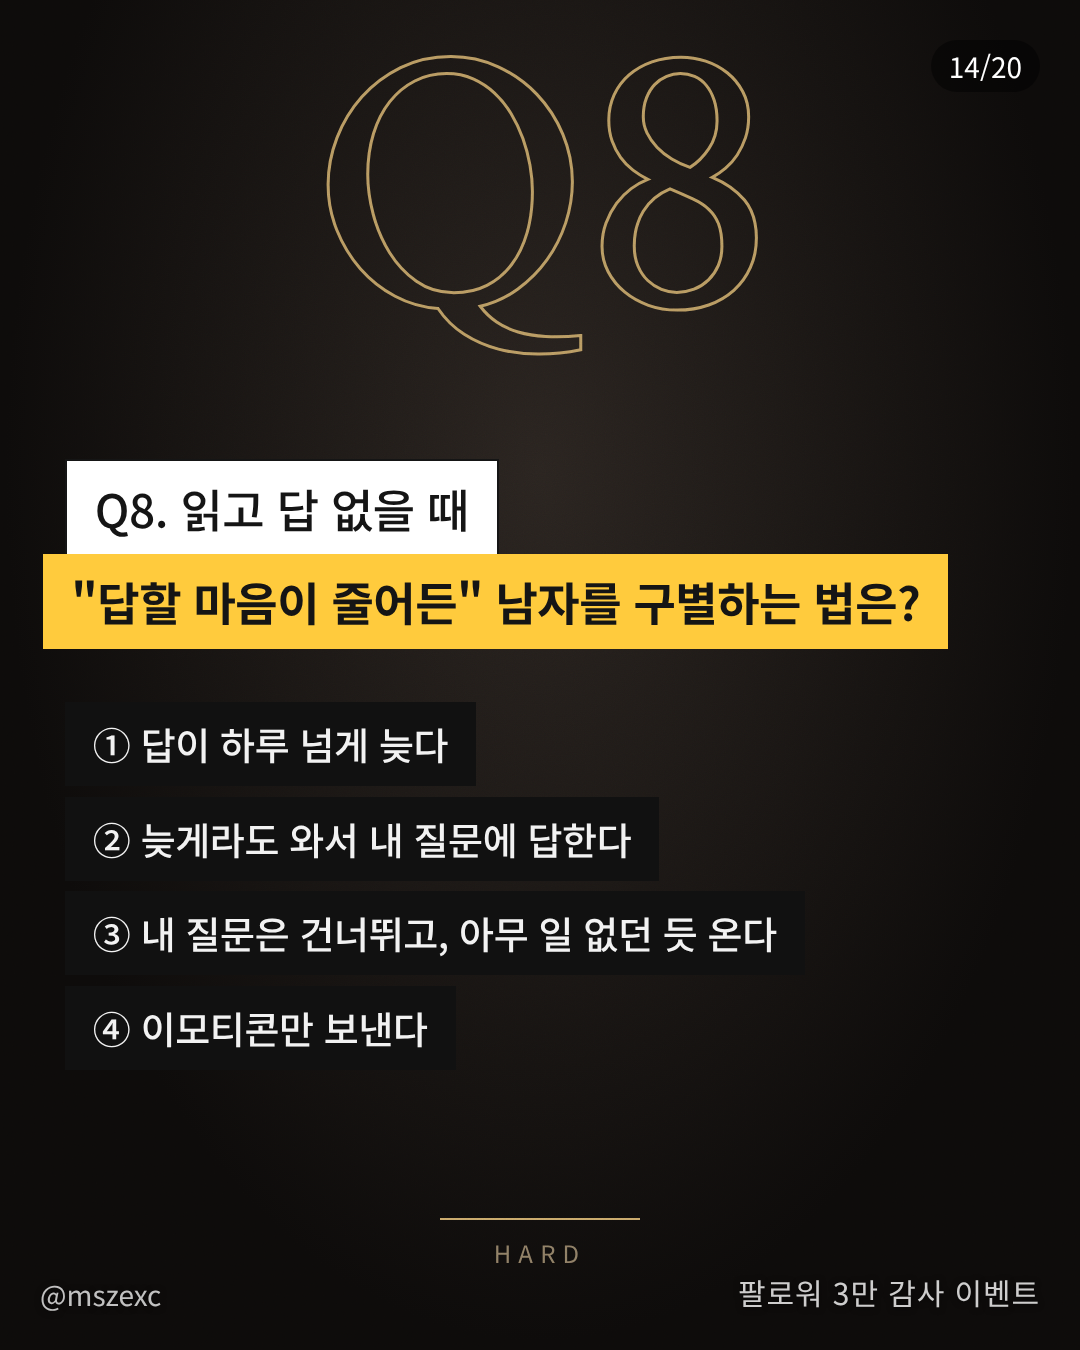 Q8
14/20
Q8. 읽고 답 없을 때
"답할 마음이 줄어든" 남자를 구별하는 법은?
① 답이 하루 넘게 늦다
② 늦게라도 와서 내 질문에 답한다
③ 내 질문은 건너뛰고, 아무 일 없던 듯 온다
④ 이모티콘만 보낸다
HARD
@mszexc
팔로워 3만 감사 이벤트